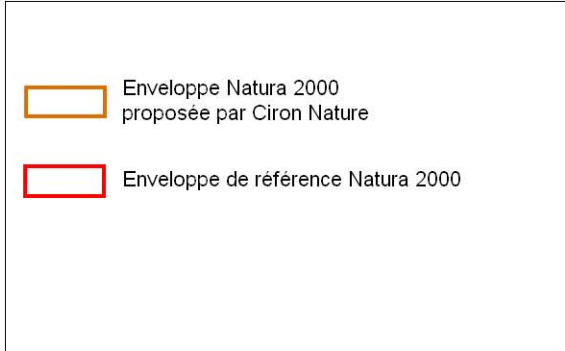 Enveloppe Natura 2000
proposée par Ciron Nature
Enveloppe de référence Natura 2000